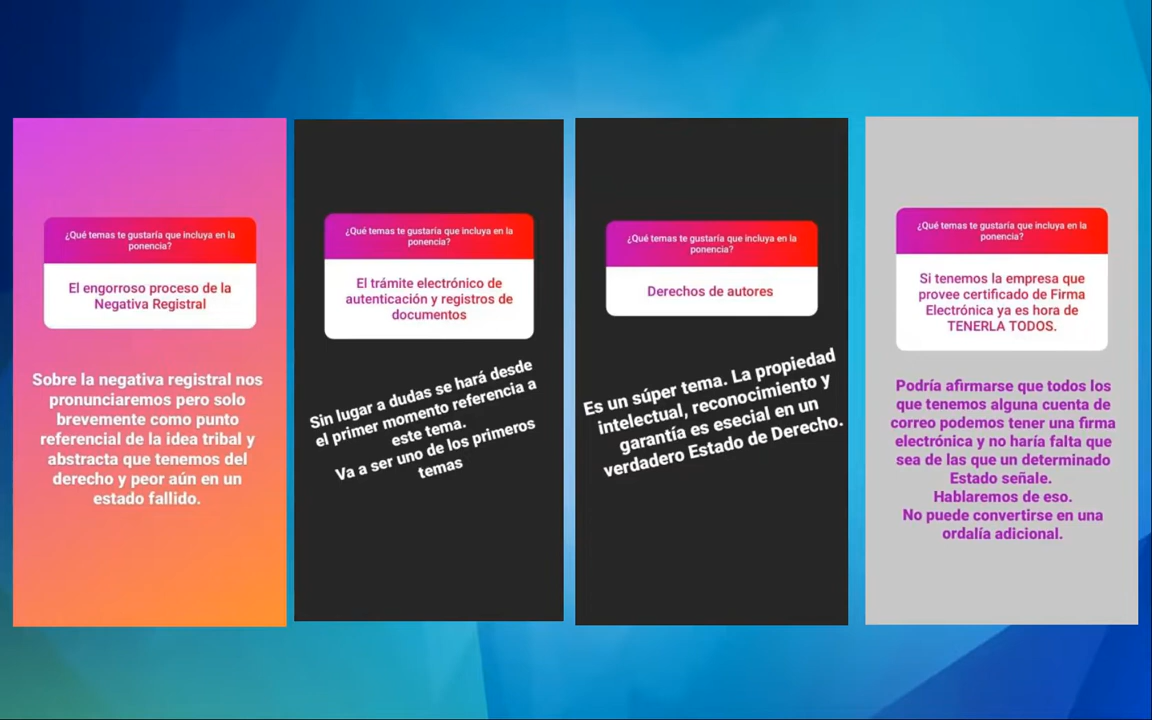 ¿Qué temas te gustaría que incluya en la
ponencia?
El engorroso proceso de la
Negativa Registral
Sobre la negativa registral nos
pronunciaremos pero solo
brevemente como punto
referencial de la idea tribal y
abstracta que tenemos del
derecho y peor aún en un
estado fallido.
¿Qué temas te gustaría que incluya en la
ponencia?
El trámite electrónico de
autenticación y registros de
documentos
Sin lugar a dudas se hará desde
el primer momento referencia a
este tema.
Va a ser uno de los primeros
temas
¿Qué temas te gustaría que incluya en la
ponencia?
Derechos de autores
Es un súper tema. La propiedad
intelectual, reconocimiento y
garantía es esecial en un
verdadero Estado de Derecho.
¿Qué temas te gustaría que incluya en la
ponencia?
Si tenemos la empresa que
provee certificado de Firma
Electrónica ya es hora de
TENERLA TODOS.
Podría afirmarse que todos los
que tenemos alguna cuenta de
correo podemos tener una firma
electrónica y no haría falta que
sea de las que un determinado
Estado señale.
Hablaremos de eso.
No puede convertirse en una
ordalía adicional.